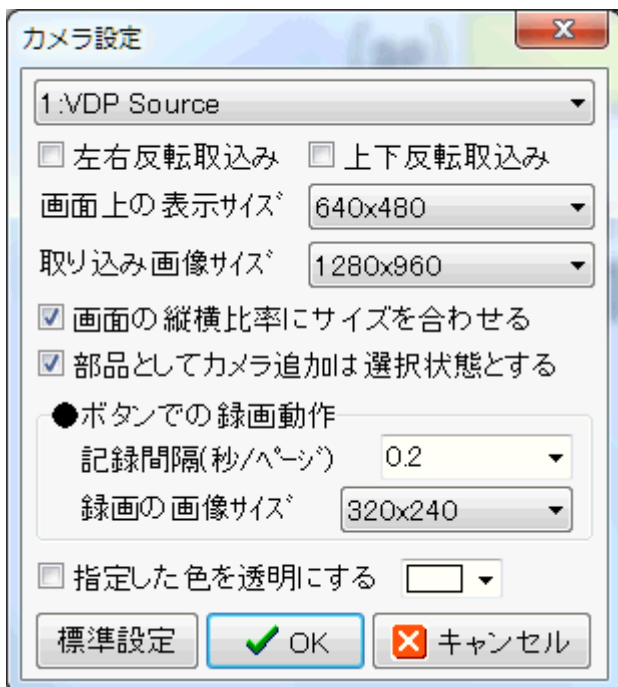 カメラ設定
1:VDP Source
左右反転取込み 上下反転取込み
画面上の表示ｻｲｽﾞ 640x480
取り込み画像ｻｲｽﾞ 1280x960
画面の縦横比率にサイズを合わせる
部品としてカメラ追加は選択状態とする
●ボタンでの録画動作
記録間隔(秒/ﾍﾟｰｼﾞ) 0.2
録画の画像ｻｲｽﾞ 320x240
指定した色を透明にする
標準設定 OK キャンセル